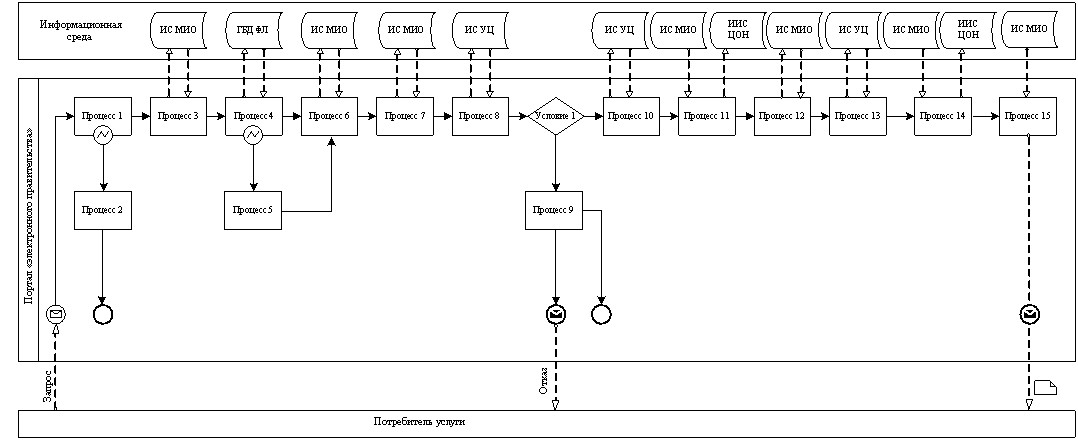 Информационная
среда
ИС МИО
ГБД ФЛ
ИС МИО
ИС МИО
ИС УЦ
ИС УЦ
ИС МИО
ИИС
ЦОН
ИС МИО
ИС УЦ
ИС МИО
ИИС
ЦОН
ИС МИО
Портал «электронного правительства»
Процесс 1
Процесс 3
Процесс 4
Процесс 6
Процесс 7
Процесс 8
Условие 1
Процесс 10
Процесс 11
Процесс 12
Процесс 13
Процесс 14
Процесс 15
Процесс 2
Процесс 5
Процесс 9
Запрос
Отказ
Потребитель услуги